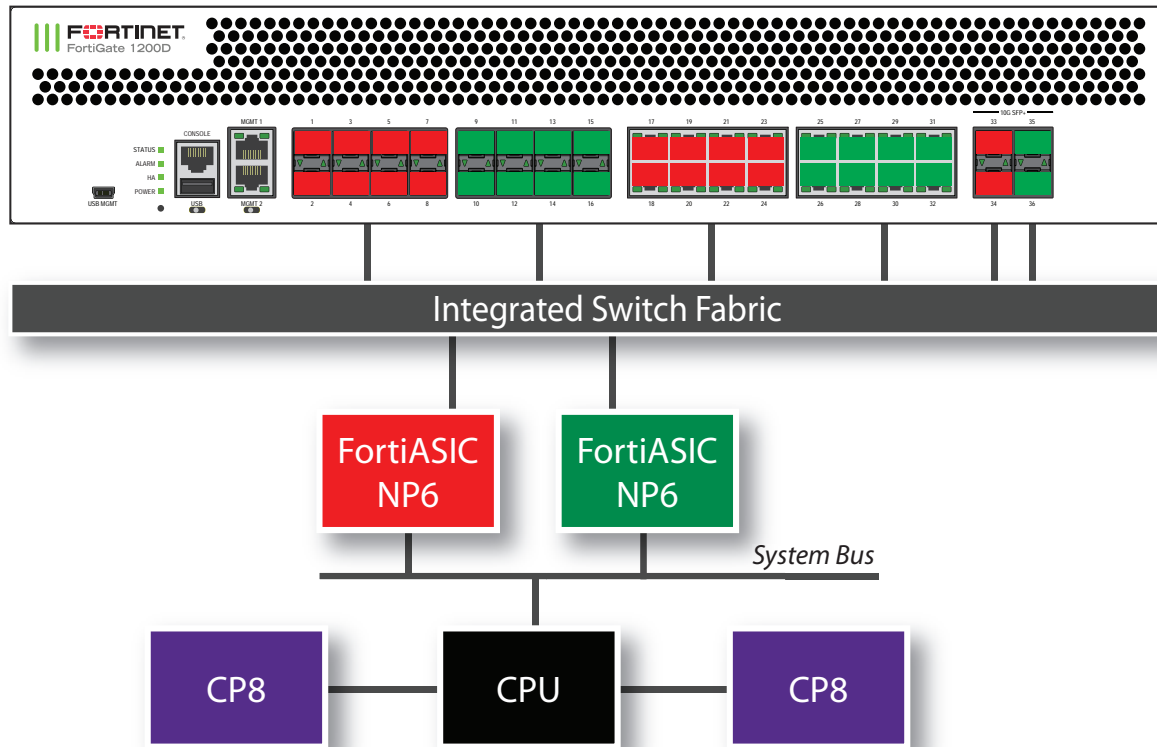 FORTINET
FortiGate 1200D
STATUS
ALARM
HA
POWER
USB MGMT
CONSOLE
USB
MGMT 1
MGMT 2
1 3 5 7
2 4 6 8
9 11 13 15
10 12 14 16
17 19 21 23
18 20 22 24
25 27 29 31
26 28 30 32
10G SFP+
33 35
34 36
Integrated Switch Fabric
FortiASIC
NP6
FortiASIC
NP6
System Bus
CP8
CPU
CP8